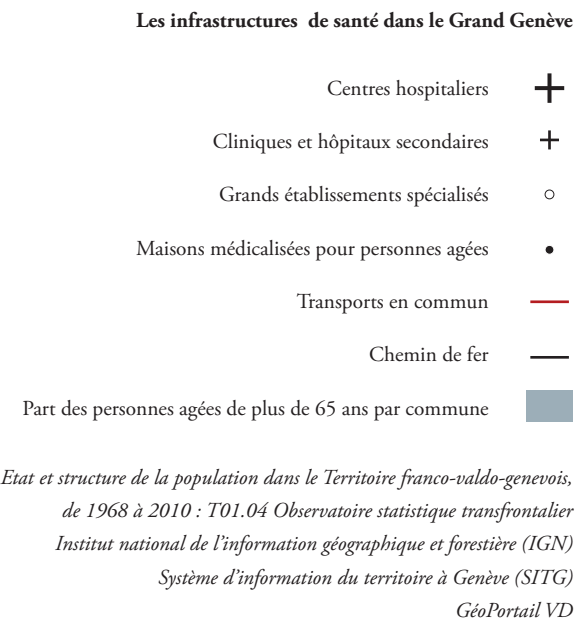 Les infrastructures de santé dans le Grand Genève
Centres hospitaliers
Cliniques et hôpitaux secondaires
Grands établissements spécialisés
Maisons médicalisées pour personnes agées
Transports en commun
Chemin de fer
Part des personnes agées de plus de 65 ans par commune
Etat et structure de la population dans le Territoire franco-valdo-genevois,
de 1968 à 2010 : T01.04 Observatoire statistique transfrontalier
Institut national de l'information géographique et forestière (IGN)
Système d'information du territoire à Genève (SITG)
GéoPortail VD